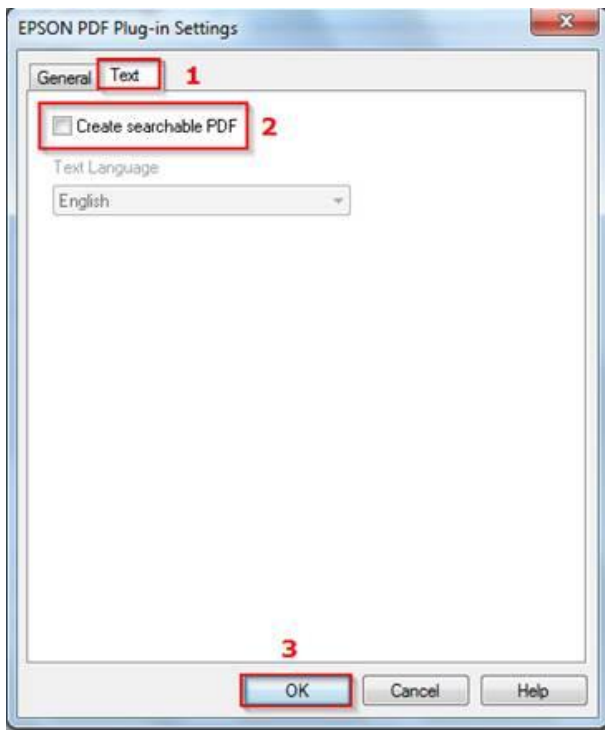 EPSON PDF Plug-in Settings
General Text 1
Create searchable PDF 2
Text Language
English
3
OK Cancel Help